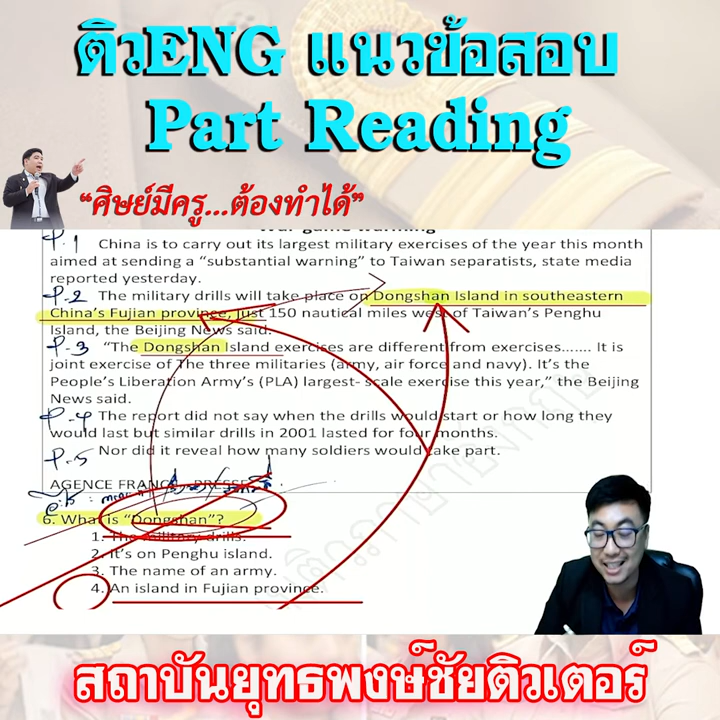 ติวENG แนวข้อสอบ
Part Reading
“ศิษย์มีครู...ต้องทำได้”
P.1 China is to carry out its largest military exercises of the year this month
aimed at sending a “substantial warning” to Taiwan separatists, state media
reported yesterday.
P.2 The military drills will take place on Dongshan Island in southeastern
China’s Fujian province, just 150 nautical miles west of Taiwan’s Penghu
Island, the Beijing News said.
P.3 “The Dongshan Island exercises are different from exercises....... It is
joint exercise of The three militaries (army, air force and navy). It’s the
People’s Liberation Army’s (PLA) largest- scale exercise this year,” the Beijing
News said.
P.4 The report did not say when the drills would start or how long they
would last but similar drills in 2001 lasted for four months.
P.5 Nor did it reveal how many soldiers would take part.
AGENCE FRANCE PRESSE
6. What is “Dongshan”?
1. The military drills.
2. It’s on Penghu island.
3. The name of an army.
4. An island in Fujian province.
สถาบันยุทธพงษ์ชัยติวเตอร์